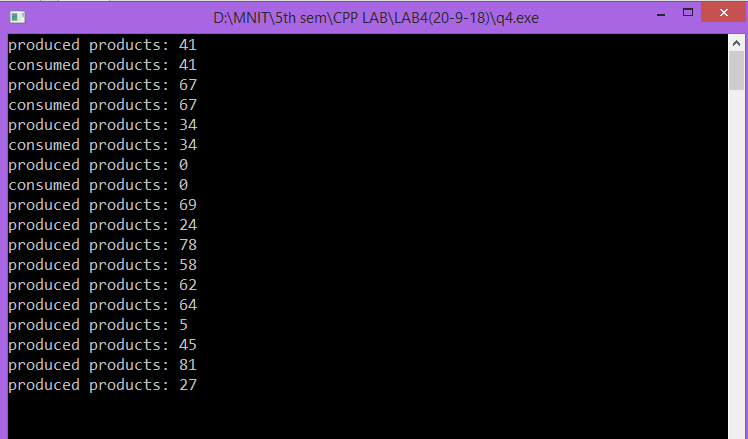 D:\MNIT\5th sem\CPP LAB\LAB4(20-9-18)\q4.exe
produced products: 41
consumed products: 41
produced products: 67
consumed products: 67
produced products: 34
consumed products: 34
produced products: 0
consumed products: 0
produced products: 69
produced products: 24
produced products: 78
produced products: 58
produced products: 62
produced products: 64
produced products: 5
produced products: 45
produced products: 81
produced products: 27